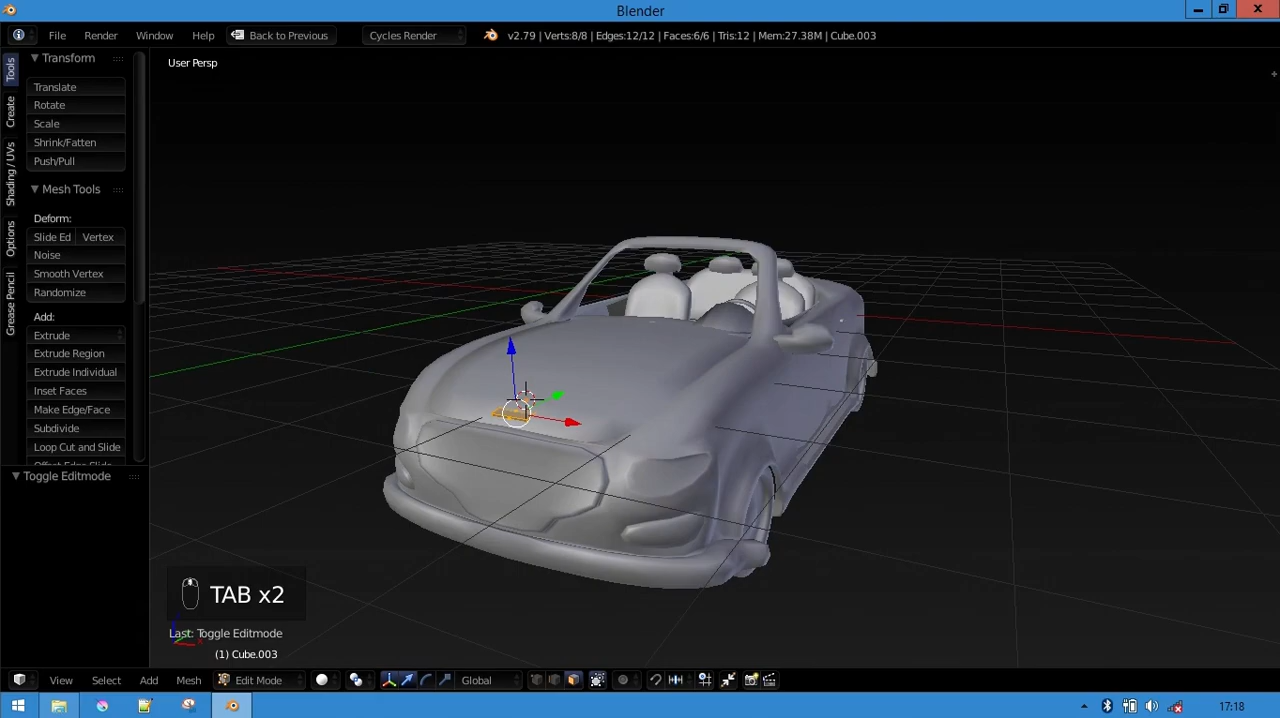 Blender
File Render Window Help Back to Previous Cycles Render v2.79 | Verts:8/8 | Edges:12/12 | Faces:6/6 | Tris:12 | Mem:27.38M | Cube.003
Tools
Create
Shading / UVs
Options
Grease Pencil
Transform
Translate
Rotate
Scale
Shrink/Fatten
Push/Pull
Mesh Tools
Deform:
Slide Ed Vertex
Noise
Smooth Vertex
Randomize
Add:
Extrude
Extrude Region
Extrude Individual
Inset Faces
Make Edge/Face
Subdivide
Loop Cut and Slide
Offset Edge Slide
Toggle Editmode
User Persp
TAB x2
Last: Toggle Editmode
(1) Cube.003
View Select Add Mesh Edit Mode Global
17:18